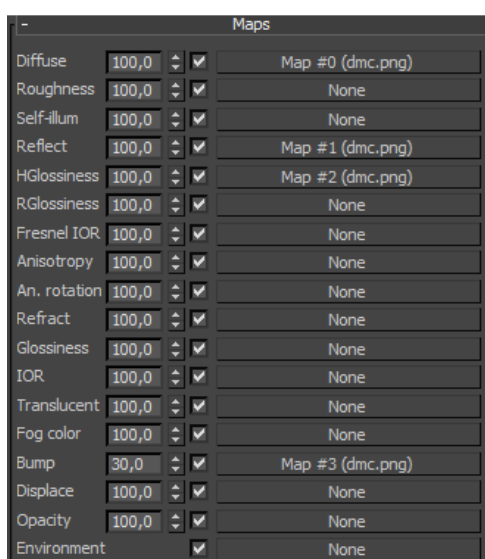 - Maps
Diffuse 100,0 Map #0 (dmc.png)
Roughness 100,0 None
Self-illum 100,0 None
Reflect 100,0 Map #1 (dmc.png)
HGlossiness 100,0 Map #2 (dmc.png)
RGlossiness 100,0 None
Fresnel IOR 100,0 None
Anisotropy 100,0 None
An. rotation 100,0 None
Refract 100,0 None
Glossiness 100,0 None
IOR 100,0 None
Translucent 100,0 None
Fog color 100,0 None
Bump 30,0 Map #3 (dmc.png)
Displace 100,0 None
Opacity 100,0 None
Environment None